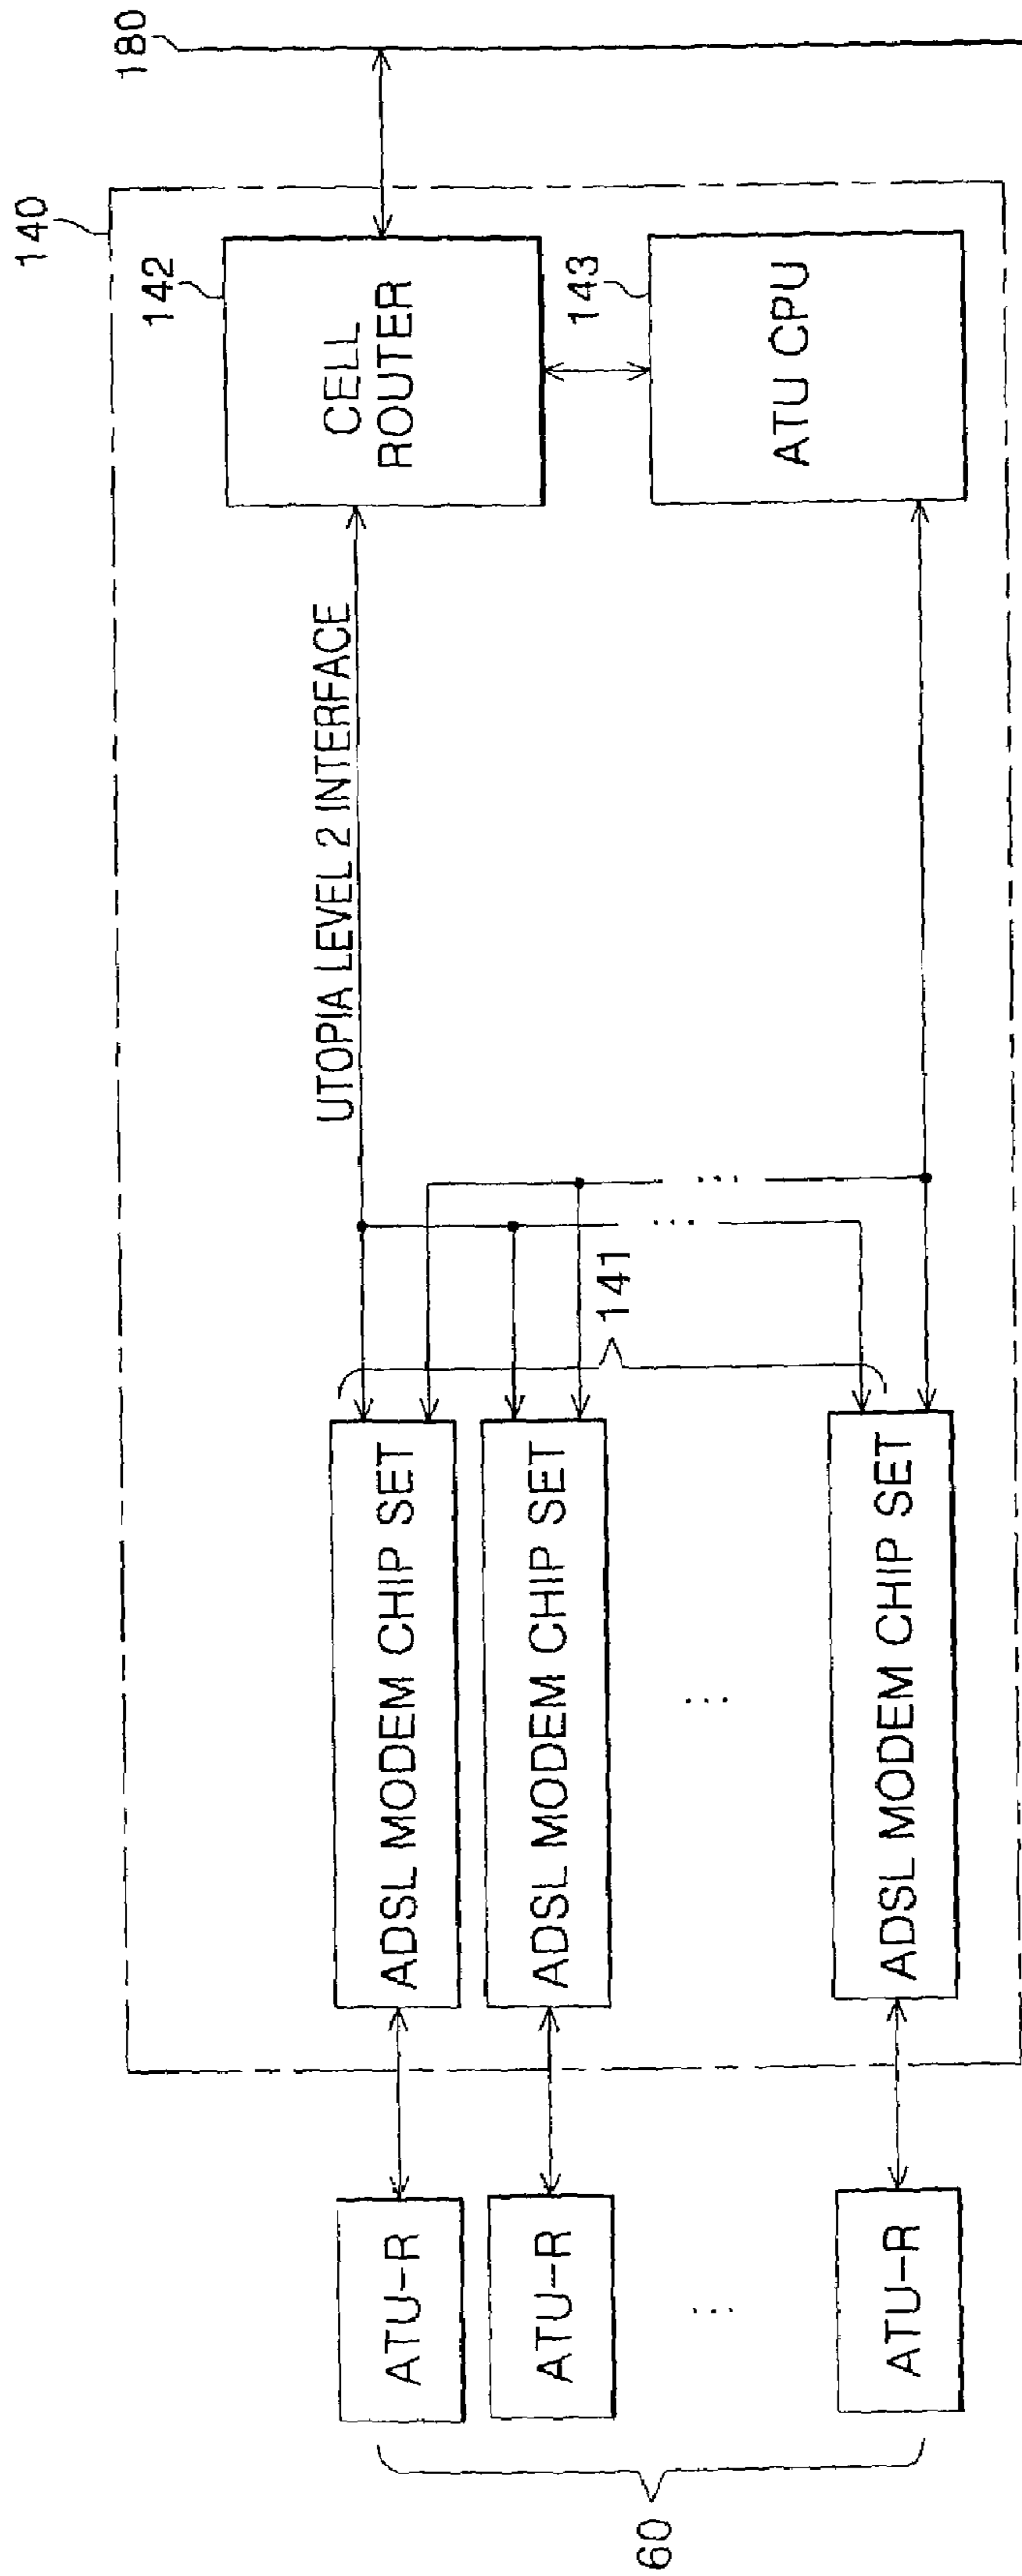 180
140
142
CELL
ROUTER
143
ATU CPU
UTOPIA LEVEL 2 INTERFACE
...
...
141
ADSL MODEM CHIP SET
ADSL MODEM CHIP SET
...
ADSL MODEM CHIP SET
ATU-R
ATU-R
...
ATU-R
60